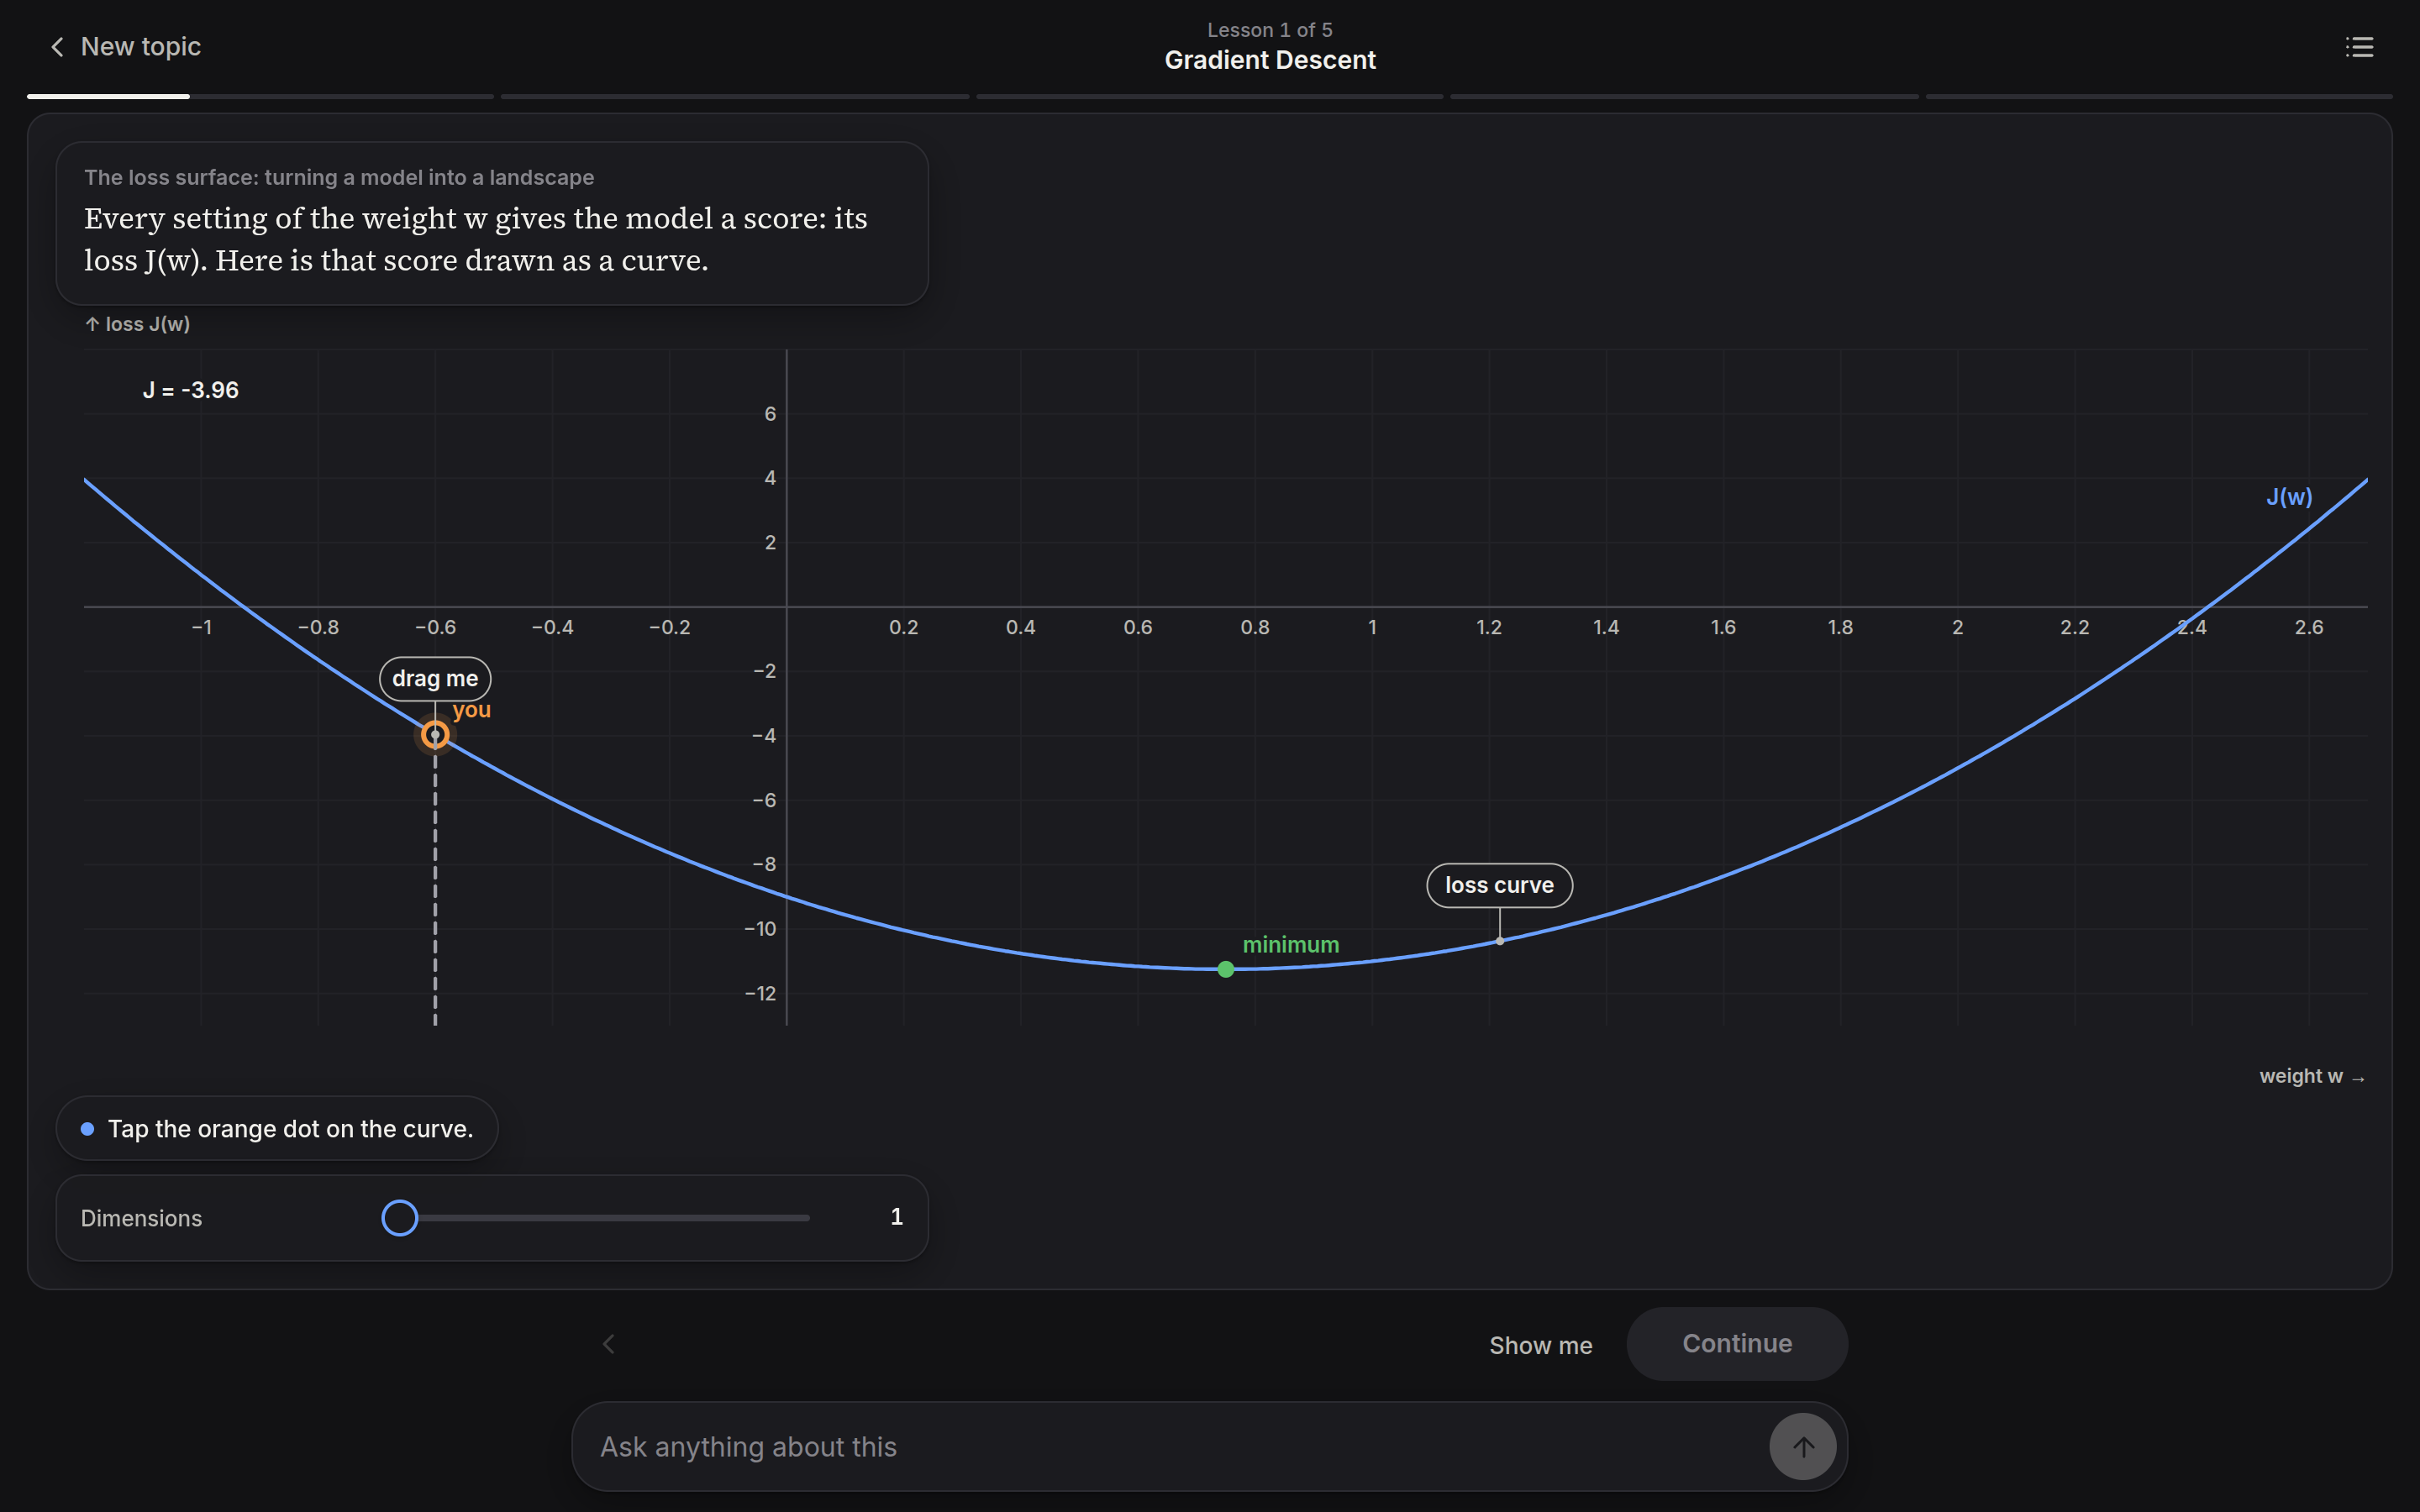 New topic
Lesson 1 of 5
Gradient Descent
The loss surface: turning a model into a landscape
Every setting of the weight w gives the model a score: its
loss J(w). Here is that score drawn as a curve.
↑ loss J(w)
J = -3.96
6
4
J(w)
2
−1 −0.8 −0.6 −0.4 −0.2 0.2 0.4 0.6 0.8 1 1.2 1.4 1.6 1.8 2 2.2 2.4 2.6
−2
drag me
you
−4
−6
−8
loss curve
−10
minimum
−12
weight w →
Tap the orange dot on the curve.
Dimensions 1
Show me
Continue
Ask anything about this